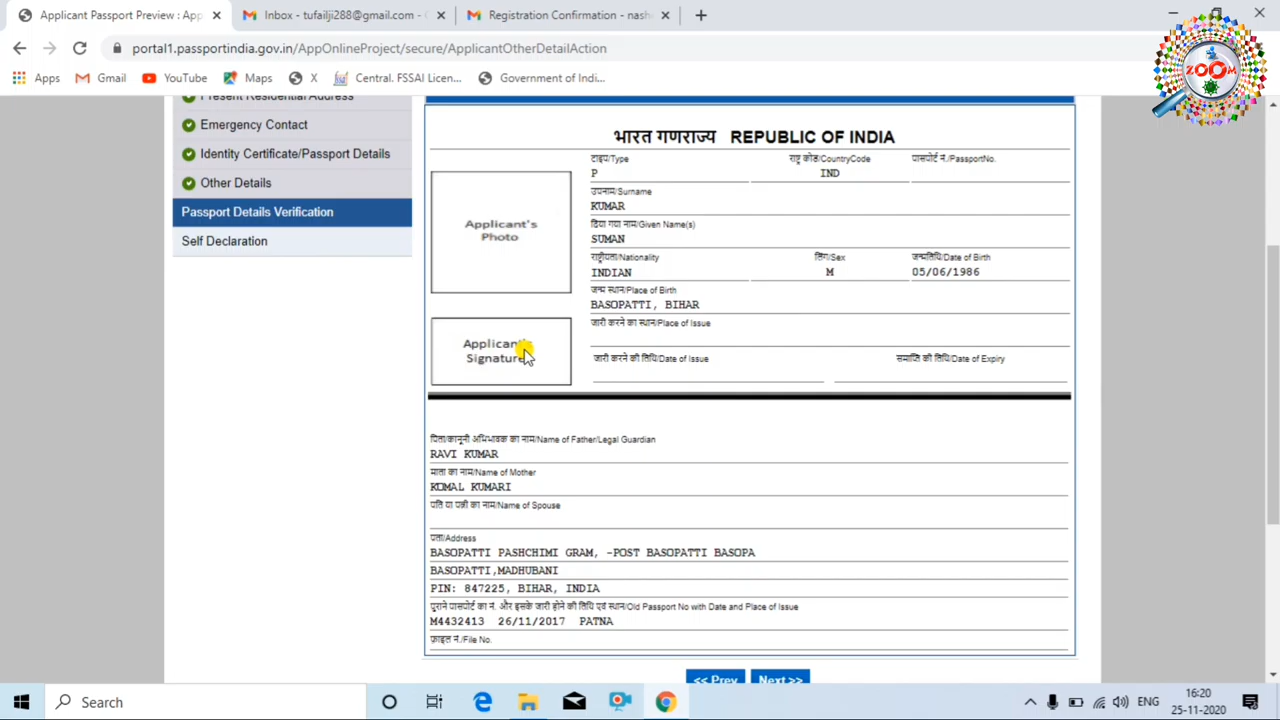 Applicant Passport Preview : App
Inbox - tufailji288@gmail.com -
Registration Confirmation - nashe
portal1.passportindia.gov.in/AppOnlineProject/secure/ApplicantOtherDetailAction
Apps Gmail YouTube Maps X Central. FSSAI Licen... Government of Indi...
ZOOM
Present Residential Address
Emergency Contact
Identity Certificate/Passport Details
Other Details
Passport Details Verification
Self Declaration
भारत गणराज्य REPUBLIC OF INDIA
टाइप/Type राष्ट्र कोड/CountryCode पासपोर्ट नं./PassportNo.
P IND
Applicant's
Photo
उपनाम/Surname
KUMAR
दिया गया नाम/Given Name(s)
SUMAN
राष्ट्रीयता/Nationality लिंग/Sex जन्मतिथि/Date of Birth
INDIAN M 05/06/1986
जन्म स्थान/Place of Birth
BASOPATTI, BIHAR
जारी करने का स्थान/Place of Issue
Applicant's
Signature
जारी करने की तिथि/Date of Issue समाप्ति की तिथि/Date of Expiry
पिता/कानूनी अभिभावक का नाम/Name of Father/Legal Guardian
RAVI KUMAR
माता का नाम/Name of Mother
KOMAL KUMARI
पति या पत्नी का नाम/Name of Spouse
पता/Address
BASOPATTI PASHCHIMI GRAM, -POST BASOPATTI BASOPA
BASOPATTI,MADHUBANI
PIN: 847225, BIHAR, INDIA
पुराने पासपोर्ट का नं. और इसके जारी होने की तिथि एवं स्थान/Old Passport No with Date and Place of Issue
M4432413 26/11/2017 PATNA
फ़ाइल नं./File No.
<< Prev Next >>
Search
ENG
16:20
25-11-2020